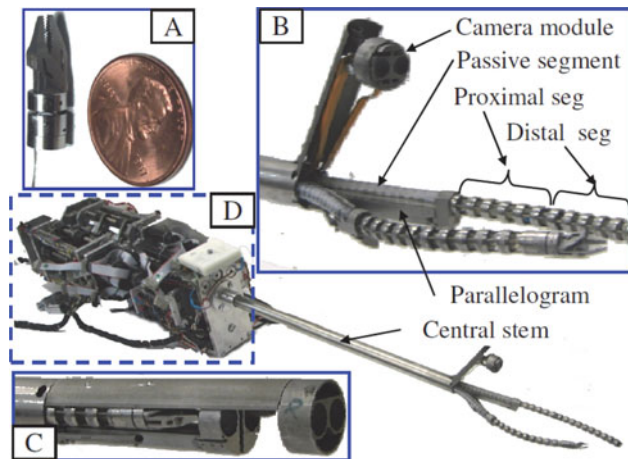 A
B
Camera module
Passive segment
Proximal seg
Distal seg
D
Parallelogram
Central stem
C